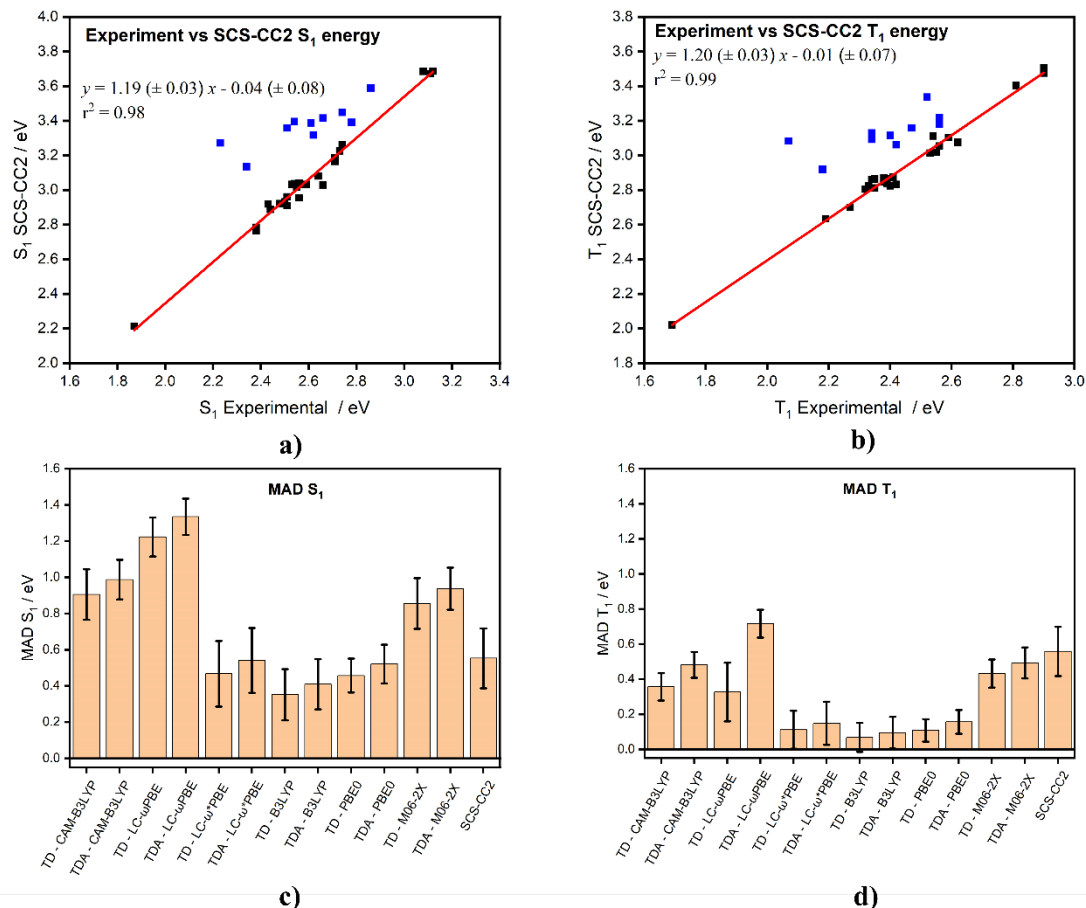 Experiment vs SCS-CC2 S₁ energy
y = 1.19 (± 0.03) x - 0.04 (± 0.08)
r² = 0.98
S₁ SCS-CC2 / eV
4.0
3.8
3.6
3.4
3.2
3.0
2.8
2.6
2.4
2.2
2.0
1.6 1.8 2.0 2.2 2.4 2.6 2.8 3.0 3.2 3.4
S₁ Experimental / eV
a)
Experiment vs SCS-CC2 T₁ energy
y = 1.20 (± 0.03) x - 0.01 (± 0.07)
r² = 0.99
T₁ SCS-CC2 / eV
4.0
3.8
3.6
3.4
3.2
3.0
2.8
2.6
2.4
2.2
2.0
1.8
1.6 1.8 2.0 2.2 2.4 2.6 2.8 3.0
T₁ Experimental / eV
b)
MAD S₁
MAD S₁ / eV
1.6
1.4
1.2
1.0
0.8
0.6
0.4
0.2
0.0
TD - CAM-B3LYP
TDA - CAM-B3LYP
TD - LC-ωPBE
TDA - LC-ωPBE
TD - LC-ω*PBE
TDA - LC-ω*PBE
TD - B3LYP
TDA - B3LYP
TD - PBE0
TDA - PBE0
TD - M06-2X
TDA - M06-2X
SCS-CC2
c)
MAD T₁
MAD T₁ / eV
1.6
1.4
1.2
1.0
0.8
0.6
0.4
0.2
0.0
TD - CAM-B3LYP
TDA - CAM-B3LYP
TD - LC-ωPBE
TDA - LC-ωPBE
TD - LC-ω*PBE
TDA - LC-ω*PBE
TD - B3LYP
TDA - B3LYP
TD - PBE0
TDA - PBE0
TD - M06-2X
TDA - M06-2X
SCS-CC2
d)